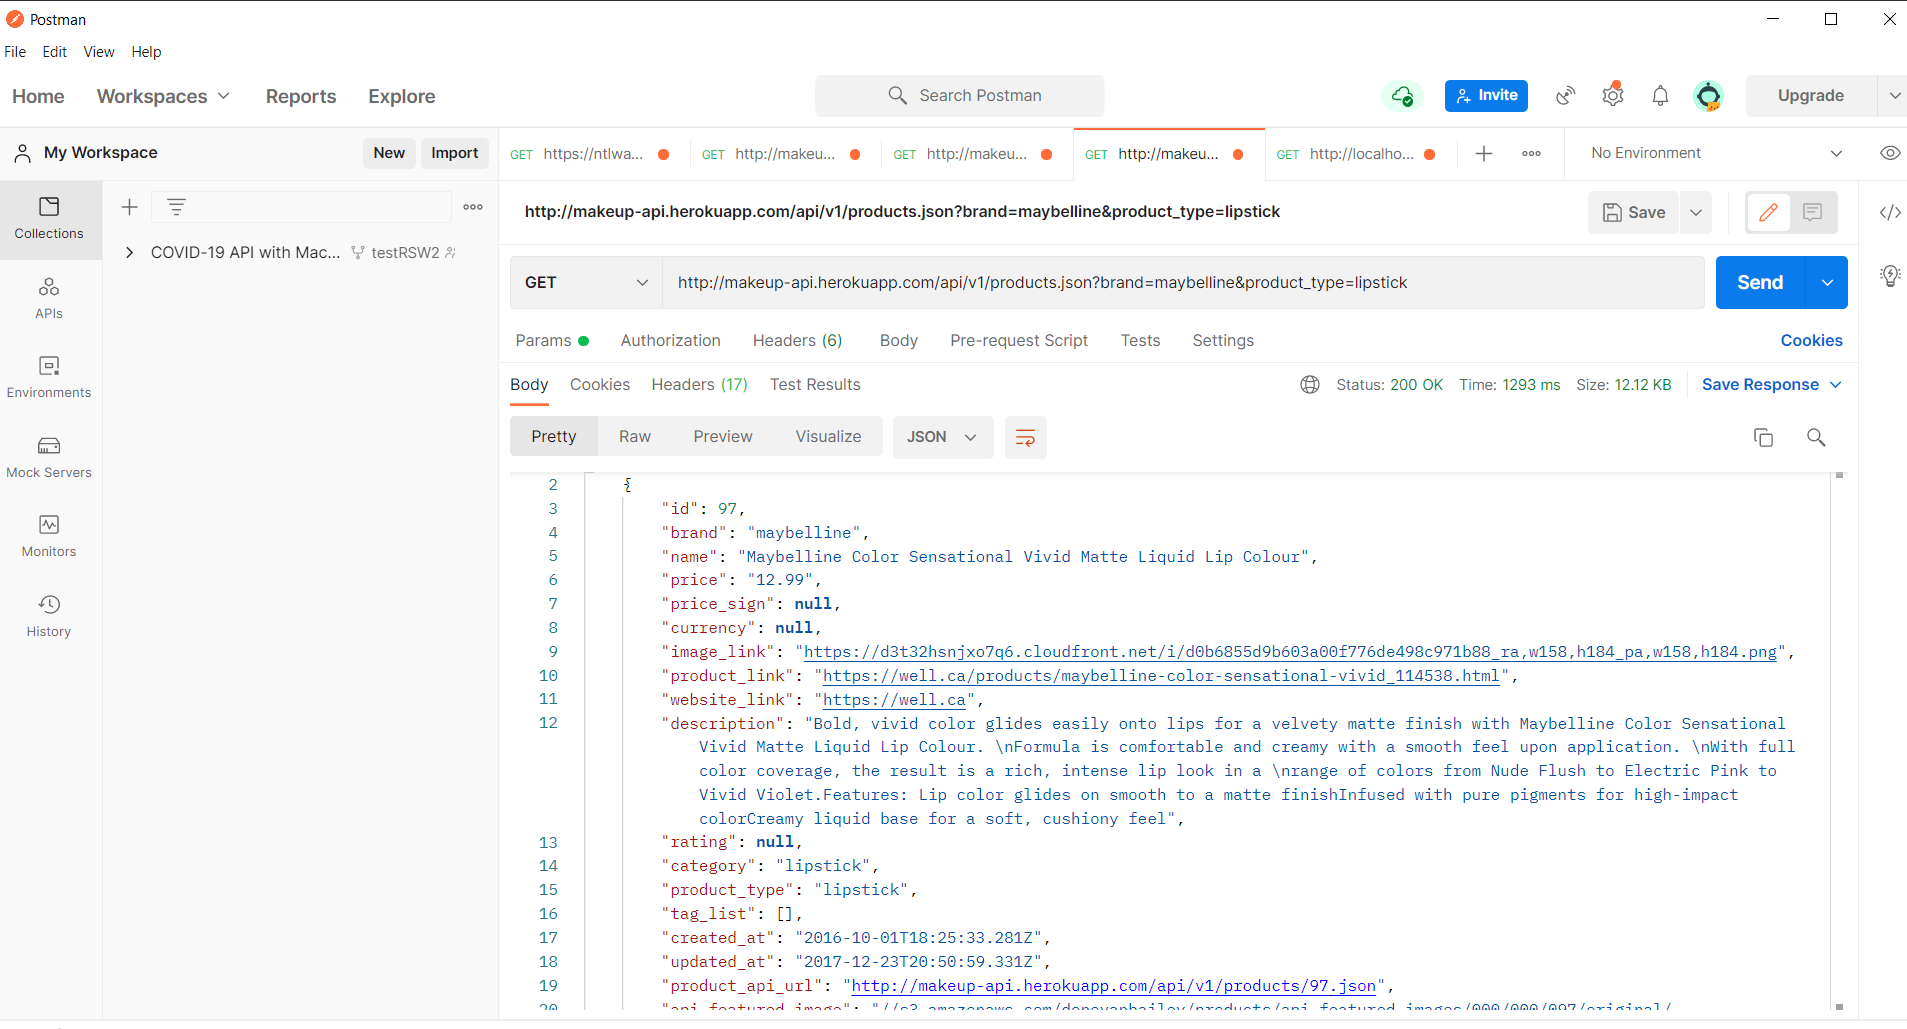 Postman
File Edit View Help
Home Workspaces Reports Explore Search Postman Invite Upgrade
My Workspace New Import GET https://ntlwa... GET http://makeu... GET http://makeu... GET http://makeu... GET http://localho... No Environment
http://makeup-api.herokuapp.com/api/v1/products.json?brand=maybelline&product_type=lipstick Save
Collections
COVID-19 API with Mac... testRSW2
GET http://makeup-api.herokuapp.com/api/v1/products.json?brand=maybelline&product_type=lipstick Send
APIs
Params Authorization Headers (6) Body Pre-request Script Tests Settings Cookies
Environments
Body Cookies Headers (17) Test Results Status: 200 OK Time: 1293 ms Size: 12.12 KB Save Response
Pretty Raw Preview Visualize JSON
Mock Servers
Monitors
History
2 {
3 "id": 97,
4 "brand": "maybelline",
5 "name": "Maybelline Color Sensational Vivid Matte Liquid Lip Colour",
6 "price": "12.99",
7 "price_sign": null,
8 "currency": null,
9 "image_link": "https://d3t32hsnjxo7q6.cloudfront.net/i/d0b6855d9b603a00f776de498c971b88_ra,w158,h184_pa,w158,h184.png",
10 "product_link": "https://well.ca/products/maybelline-color-sensational-vivid_114538.html",
11 "website_link": "https://well.ca",
12 "description": "Bold, vivid color glides easily onto lips for a velvety matte finish with Maybelline Color Sensational
Vivid Matte Liquid Lip Colour. \nFormula is comfortable and creamy with a smooth feel upon application. \nWith full
color coverage, the result is a rich, intense lip look in a \nrange of colors from Nude Flush to Electric Pink to
Vivid Violet.Features: Lip color glides on smooth to a matte finishInfused with pure pigments for high-impact
colorCreamy liquid base for a soft, cushiony feel",
13 "rating": null,
14 "category": "lipstick",
15 "product_type": "lipstick",
16 "tag_list": [],
17 "created_at": "2016-10-01T18:25:33.281Z",
18 "updated_at": "2017-12-23T20:50:59.331Z",
19 "product_api_url": "http://makeup-api.herokuapp.com/api/v1/products/97.json",
20 "api_featured_image": "//s3.amazonaws.com/donovanbailey/products/api_featured_images/000/000/097/original/